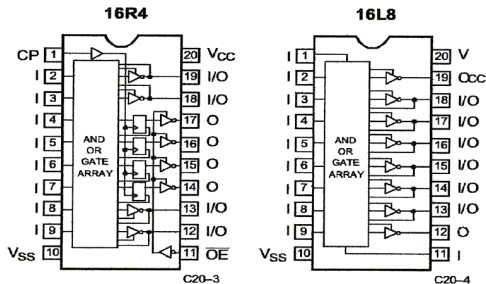 16R4
16L8
CP 1 20 VCC
I 2 19 I/O
I 3 18 I/O
I 4 17 O
I 5 16 O
I 6 15 O
I 7 14 O
I 8 13 I/O
I 9 12 I/O
VSS 10 11 OE
AND
OR
GATE
ARRAY
C20–3
I 1 20 V
I 2 19 OCC
I 3 18 I/O
I 4 17 I/O
I 5 16 I/O
I 6 15 I/O
I 7 14 I/O
I 8 13 I/O
I 9 12 O
VSS 10 11 I
AND
OR
GATE
ARRAY
C20–4